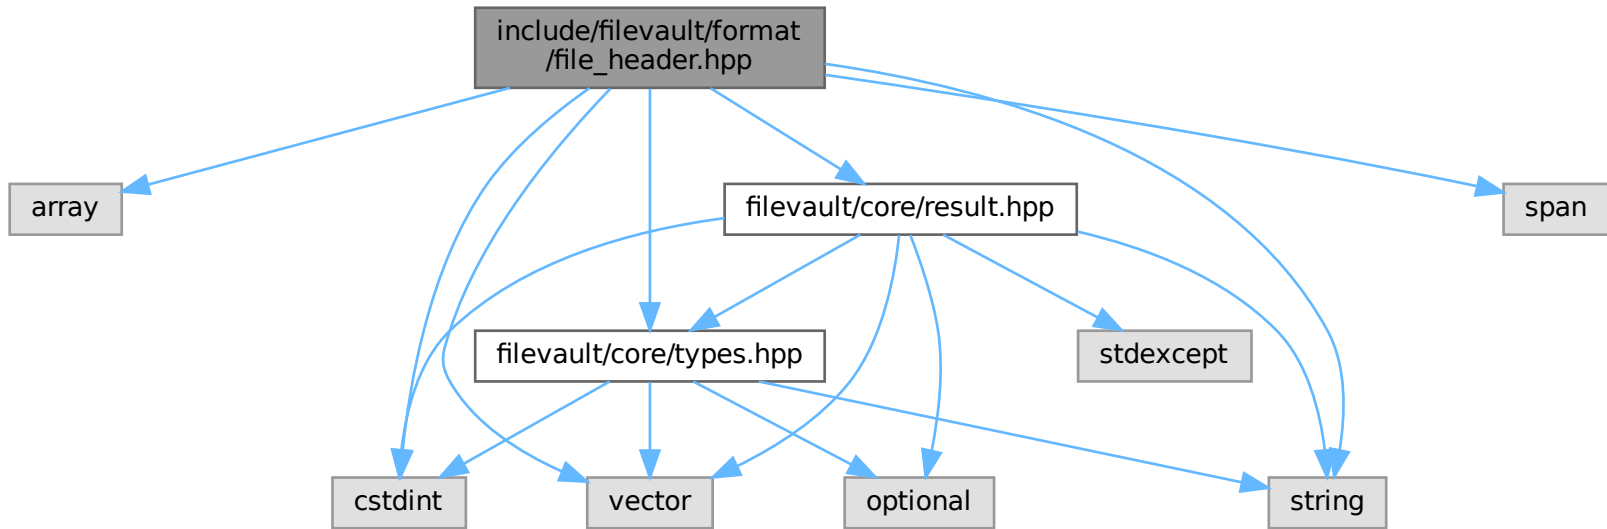 include/filevault/format
/file_header.hpp
array
filevault/core/result.hpp
span
filevault/core/types.hpp
stdexcept
cstdint
vector
optional
string